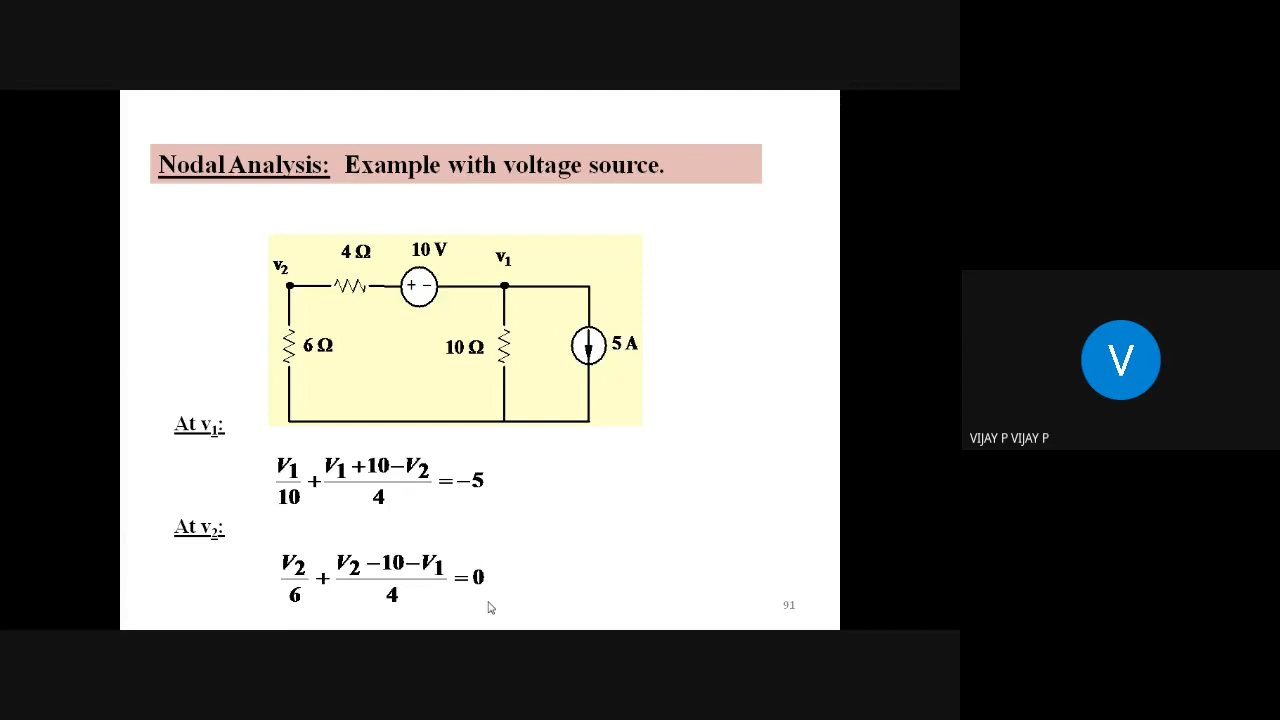 Nodal Analysis: Example with voltage source.
4 Ω 10 V
v2 v1
+ −
6 Ω 10 Ω 5 A
At v1:
V1/10 + (V1 +10−V2)/4 = −5
At v2:
V2/6 + (V2 −10−V1)/4 = 0
91
V
VIJAY P VIJAY P